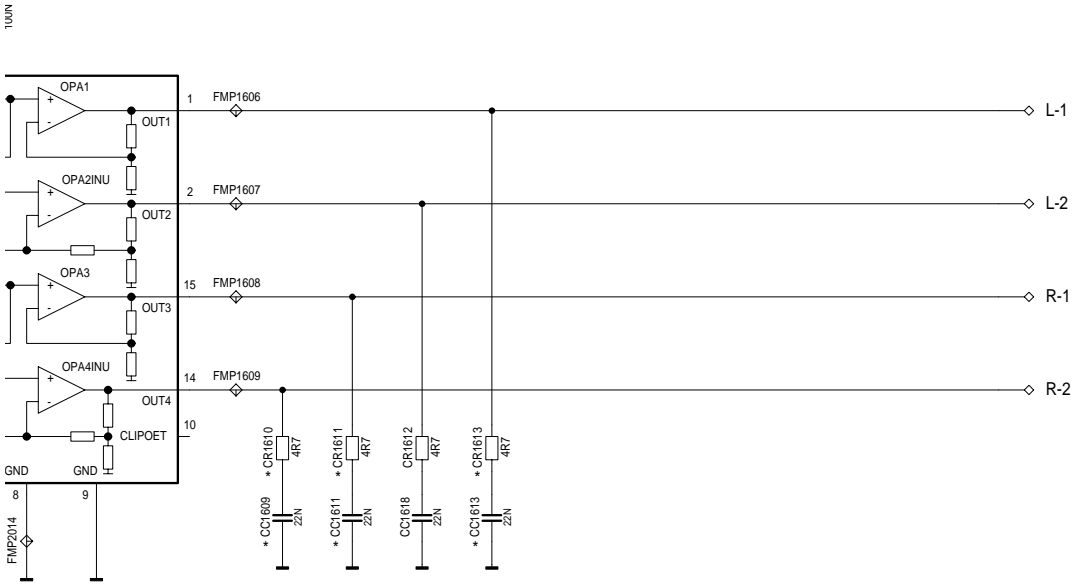 100N
OPA1
+
-
OUT1
1
FMP1606
L-1
OPA2INU
+
-
OUT2
2
FMP1607
L-2
OPA3
+
-
OUT3
15
FMP1608
R-1
OPA4INU
+
-
OUT4
14
FMP1609
R-2
CLIPOET
10
GND
GND
8
9
FMP2014
* CR1610
4R7
* CR1611
4R7
CR1612
4R7
* CR1613
4R7
* CC1609
22N
* CC1611
22N
CC1618
22N
* CC1613
22N